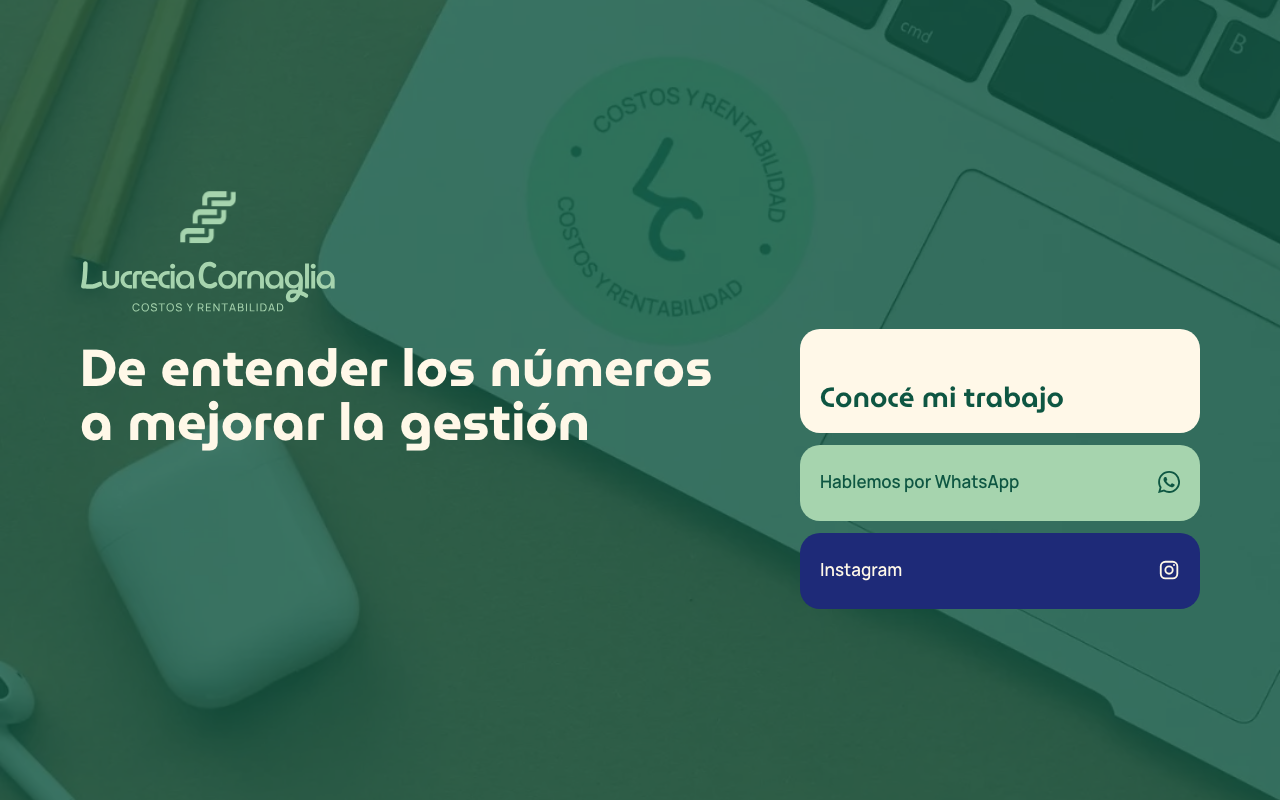 cmd
V
B
COSTOS Y RENTABILIDAD
LC
COSTOS Y RENTABILIDAD
Lucrecia Cornaglia
COSTOS Y RENTABILIDAD
De entender los números
a mejorar la gestión
Conocé mi trabajo
Hablemos por WhatsApp
Instagram